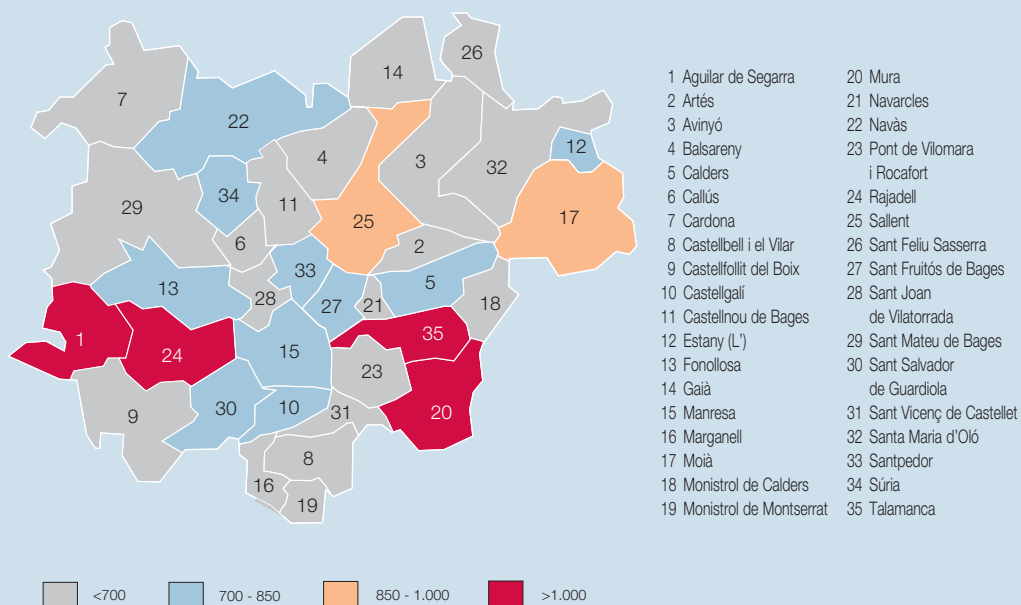 26
14
7
22
12
4
3
32
34
29
11
17
25
6
2
33
13
5
28
27
21
18
1
35
15
24
23
9
30
10
31
20
8
16
19
1 Aguilar de Segarra
2 Artés
3 Avinyó
4 Balsareny
5 Calders
6 Callús
7 Cardona
8 Castellbell i el Vilar
9 Castellfollit del Boix
10 Castellgalí
11 Castellnou de Bages
12 Estany (L')
13 Fonollosa
14 Gaià
15 Manresa
16 Marganell
17 Moià
18 Monistrol de Calders
19 Monistrol de Montserrat
20 Mura
21 Navarcles
22 Navàs
23 Pont de Vilomara
i Rocafort
24 Rajadell
25 Sallent
26 Sant Feliu Sasserra
27 Sant Fruitós de Bages
28 Sant Joan
de Vilatorrada
29 Sant Mateu de Bages
30 Sant Salvador
de Guardiola
31 Sant Vicenç de Castellet
32 Santa Maria d'Oló
33 Santpedor
34 Súria
35 Talamanca
<700
700 - 850
850 - 1.000
>1.000